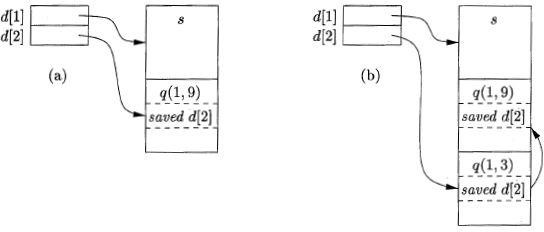 d[1]
d[2]
s
(a)
q(1,9)
saved d[2]
d[1]
d[2]
s
(b)
q(1,9)
saved d[2]
q(1,3)
saved d[2]